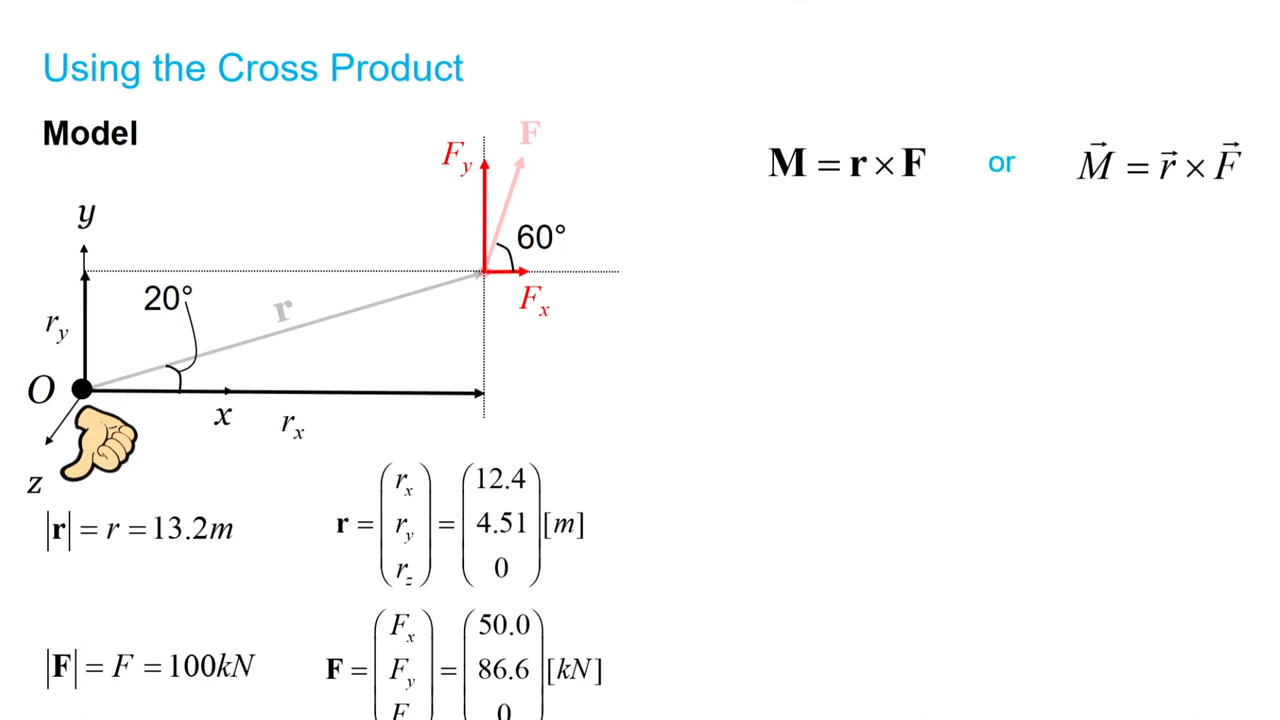 Using the Cross Product
Model
F
F_y
M = r × F or M⃗ = r⃗ × F⃗
y
60°
20°
r
F_x
r_y
O
x
r_x
z
|r| = r = 13.2m
r = (r_x r_y r_z) = (12.4 4.51 0) [m]
|F| = F = 100kN
F = (F_x F_y F) = (50.0 86.6 0) [kN]